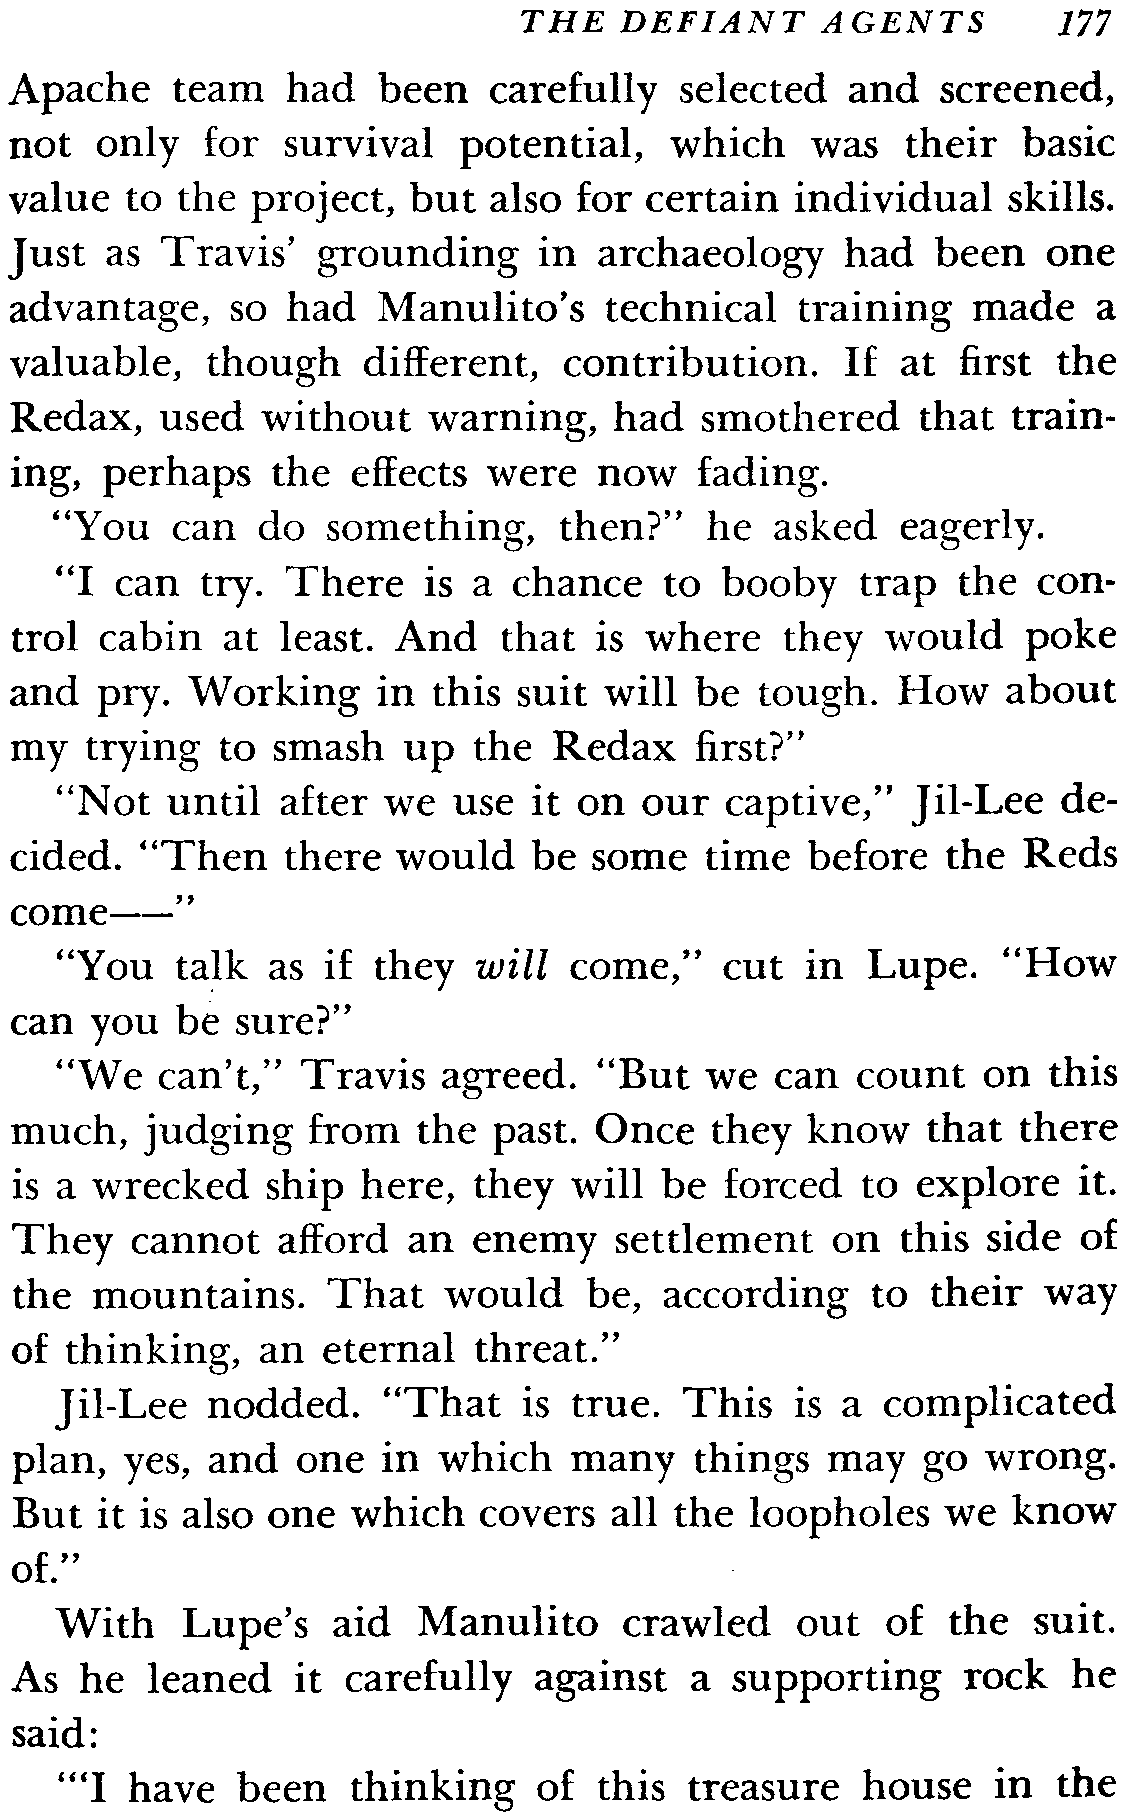 THE DEFIANT AGENTS 177
Apache team had been carefully selected and screened,
not only for survival potential, which was their basic
value to the project, but also for certain individual skills.
Just as Travis' grounding in archaeology had been one
advantage, so had Manulito's technical training made a
valuable, though different, contribution. If at first the
Redax, used without warning, had smothered that train-
ing, perhaps the effects were now fading.
"You can do something, then?" he asked eagerly.
"I can try. There is a chance to booby trap the con-
trol cabin at least. And that is where they would poke
and pry. Working in this suit will be tough. How about
my trying to smash up the Redax first?"
"Not until after we use it on our captive," Jil-Lee de-
cided. "Then there would be some time before the Reds
come——"
"You talk as if they will come," cut in Lupe. "How
can you be sure?"
"We can't," Travis agreed. "But we can count on this
much, judging from the past. Once they know that there
is a wrecked ship here, they will be forced to explore it.
They cannot afford an enemy settlement on this side of
the mountains. That would be, according to their way
of thinking, an eternal threat."
Jil-Lee nodded. "That is true. This is a complicated
plan, yes, and one in which many things may go wrong.
But it is also one which covers all the loopholes we know
of."
With Lupe's aid Manulito crawled out of the suit.
As he leaned it carefully against a supporting rock he
said:
"'I have been thinking of this treasure house in the